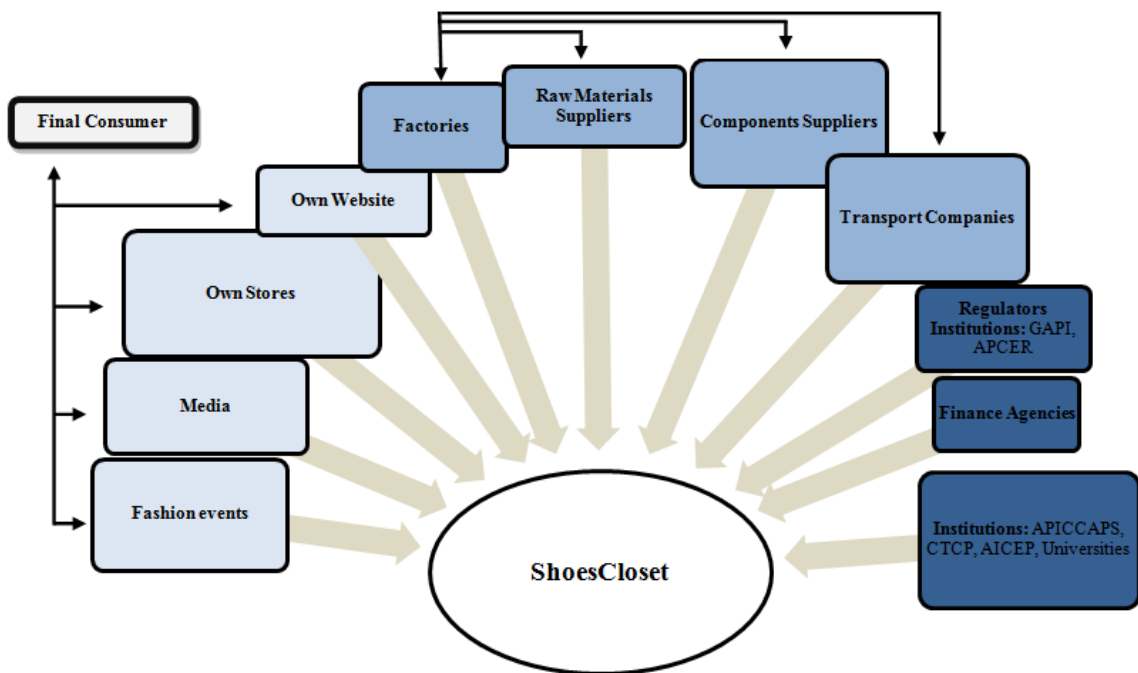 Final Consumer
Factories
Raw Materials
Suppliers
Components Suppliers
Own Website
Transport Companies
Own Stores
Regulators
Institutions: GAPI,
APCER
Media
Finance Agencies
Fashion events
Institutions: APICCAPS,
CTCP, AICEP, Universities
ShoesCloset